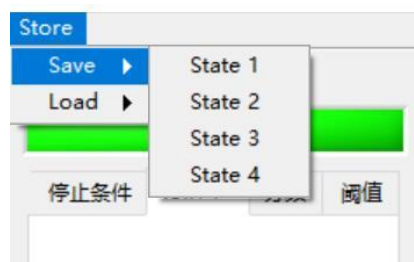 Store
Save
State 1
Load
State 2
State 3
State 4
停止条件
阈值